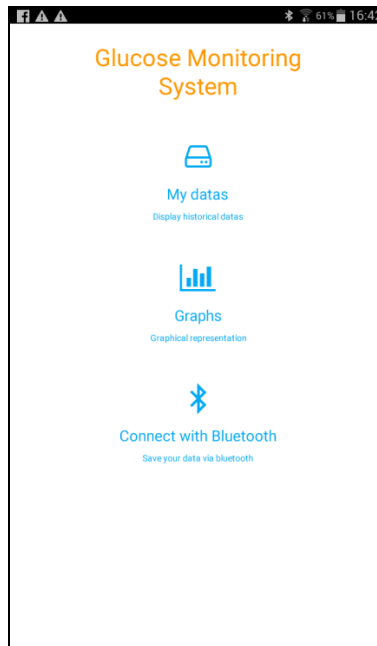 61% 16:42
Glucose Monitoring
System
My datas
Display historical datas
Graphs
Graphical representation
Connect with Bluetooth
Save your data via bluetooth